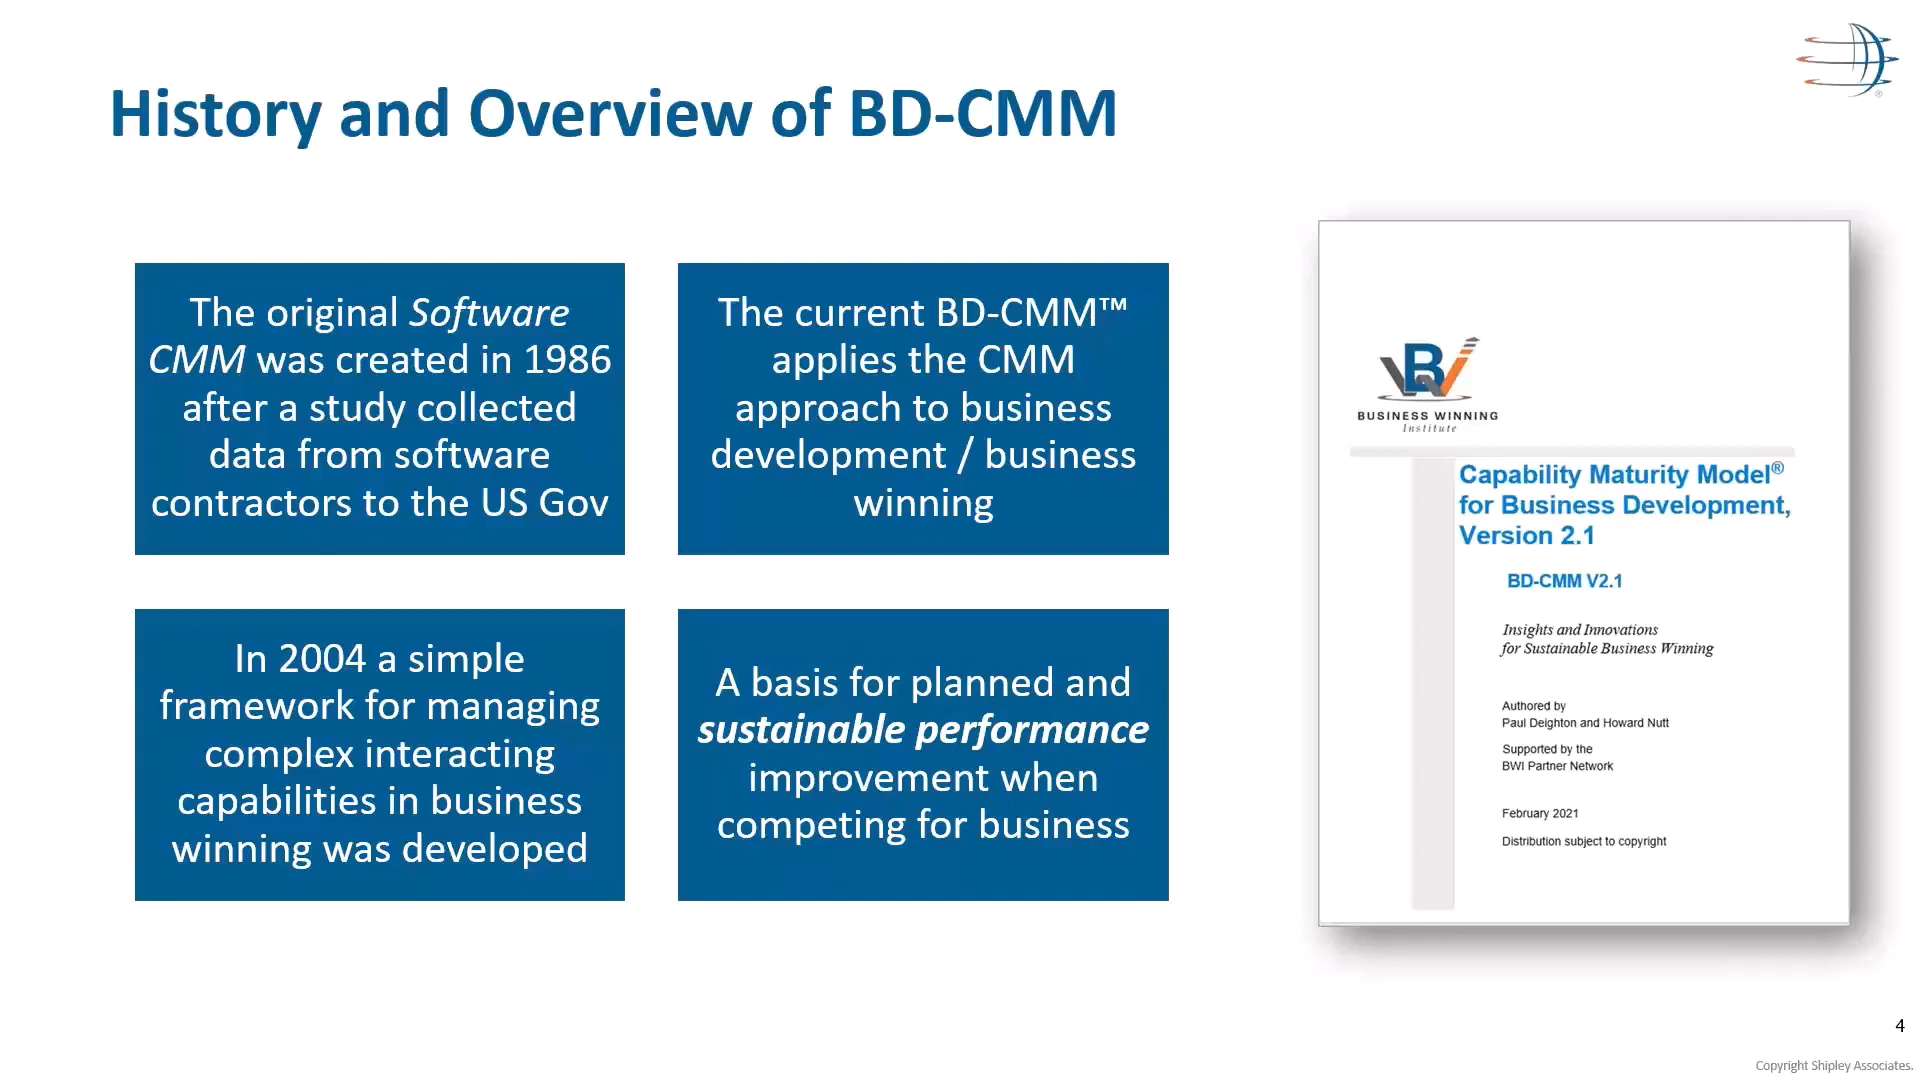 History and Overview of BD-CMM
®
The original Software
CMM was created in 1986
after a study collected
data from software
contractors to the US Gov
The current BD-CMM™
applies the CMM
approach to business
development / business
winning
In 2004 a simple
framework for managing
complex interacting
capabilities in business
winning was developed
A basis for planned and
sustainable performance
improvement when
competing for business
BW
BUSINESS WINNING
Institute
Capability Maturity Model®
for Business Development,
Version 2.1
BD-CMM V2.1
Insights and Innovations
for Sustainable Business Winning
Authored by
Paul Deighton and Howard Nutt
Supported by the
BWI Partner Network
February 2021
Distribution subject to copyright
4
Copyright Shipley Associates.